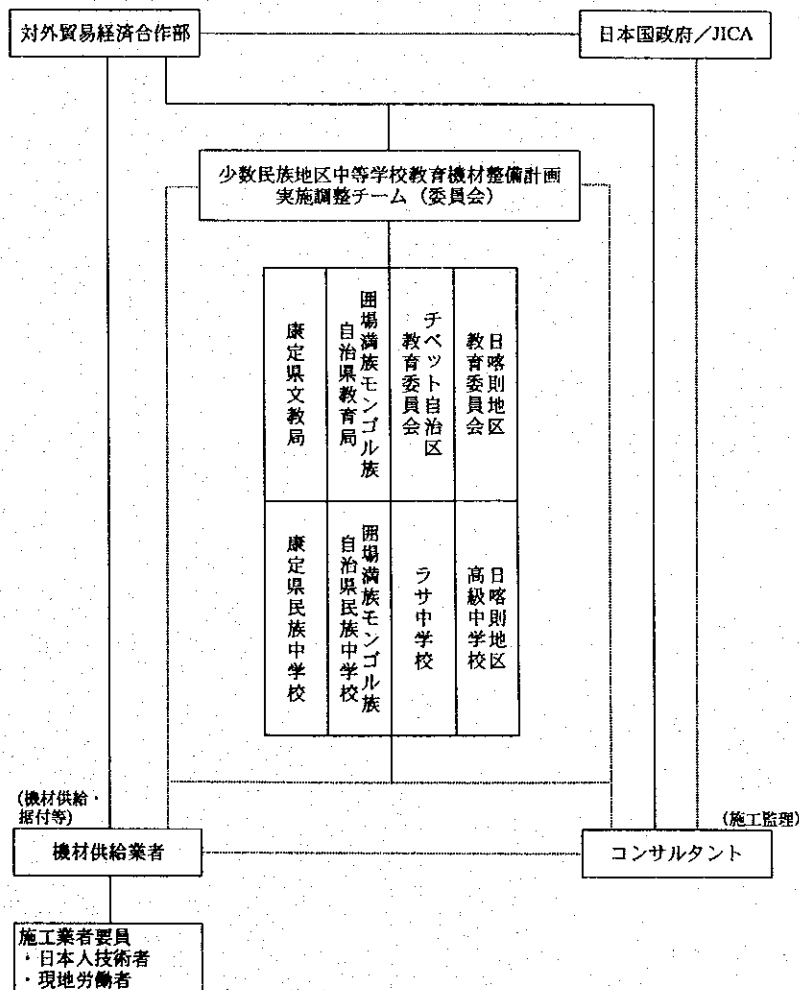 対外貿易経済合作部
日本国政府／JICA
少数民族地区中等学校教育機材整備計画
実施調整チーム（委員会）
日喀則地区
教育委員会
チベット自治区
教育委員会
囲場満族モンゴル族
自治県教育局
康定県文教局
日喀則地区
高級中学校
ラサ中学校
囲場満族モンゴル族
自治県民族中学校
康定県民族中学校
(機材供給・
据付等)
(施工監理)
機材供給業者
コンサルタント
施工業者要員
・日本人技術者
・現地労働者